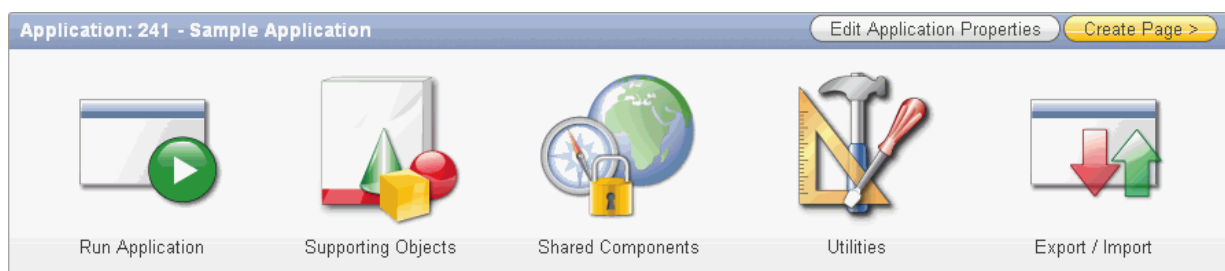 Application: 241 - Sample Application
Edit Application Properties
Create Page >
Run Application
Supporting Objects
Shared Components
Utilities
Export / Import